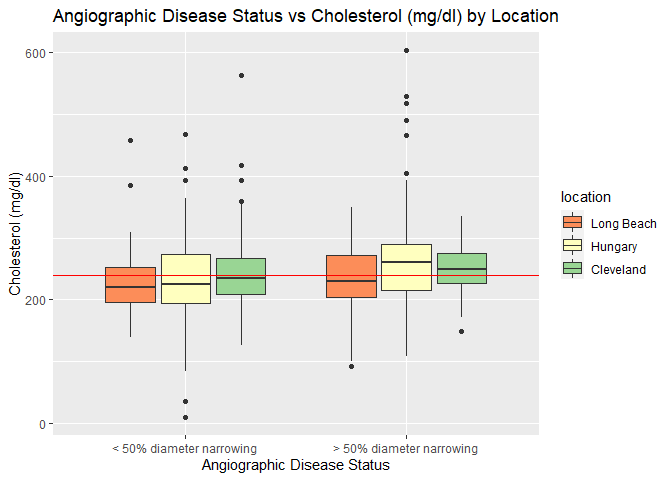 Angiographic Disease Status vs Cholesterol (mg/dl) by Location
Cholesterol (mg/dl)
600
400
200
0
< 50% diameter narrowing
> 50% diameter narrowing
Angiographic Disease Status
location
Long Beach
Hungary
Cleveland